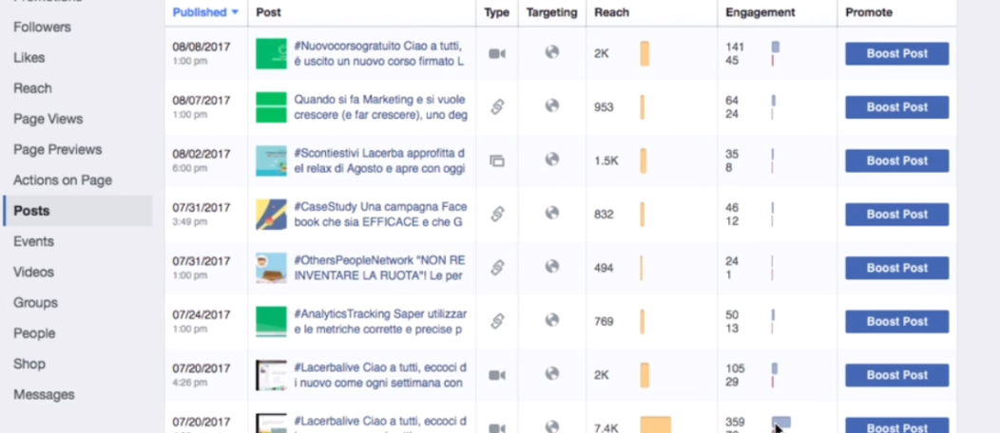 Published Post Type Targeting Reach Engagement Promote
Followers
Likes
Reach
Page Views
Page Previews
Actions on Page
Posts
Events
Videos
Groups
People
Shop
Messages
08/08/2017 #Nuovocorsogratuito Ciao a tutti, 2K 141 Boost Post
1:00 pm é uscito un nuovo corso firmato L 45
08/07/2017 Quando si fa Marketing e si vuole 953 64 Boost Post
1:00 pm crescere (e far crescere), uno deg 24
08/02/2017 #Scontiestivi Lacerba approfitta d 1.5K 35 Boost Post
6:00 pm el relax di Agosto e apre con oggi 8
07/31/2017 #CaseStudy Una campagna Face 832 46 Boost Post
3:49 pm book che sia EFFICACE e che G 12
07/31/2017 #OthersPeopleNetwork "NON RE 494 24 Boost Post
1:00 pm INVENTARE LA RUOTA"! Le per 1
07/24/2017 #AnalyticsTracking Saper utilizzar 769 50 Boost Post
1:00 pm e le metriche corrette e precise p 13
07/20/2017 #Lacerbalive Ciao a tutti, eccoci d 2K 105 Boost Post
4:26 pm i nuovo come ogni settimana con 29
07/20/2017 #Lacerbalive Ciao a tutti, eccoci d 7.4K 359 Boost Post